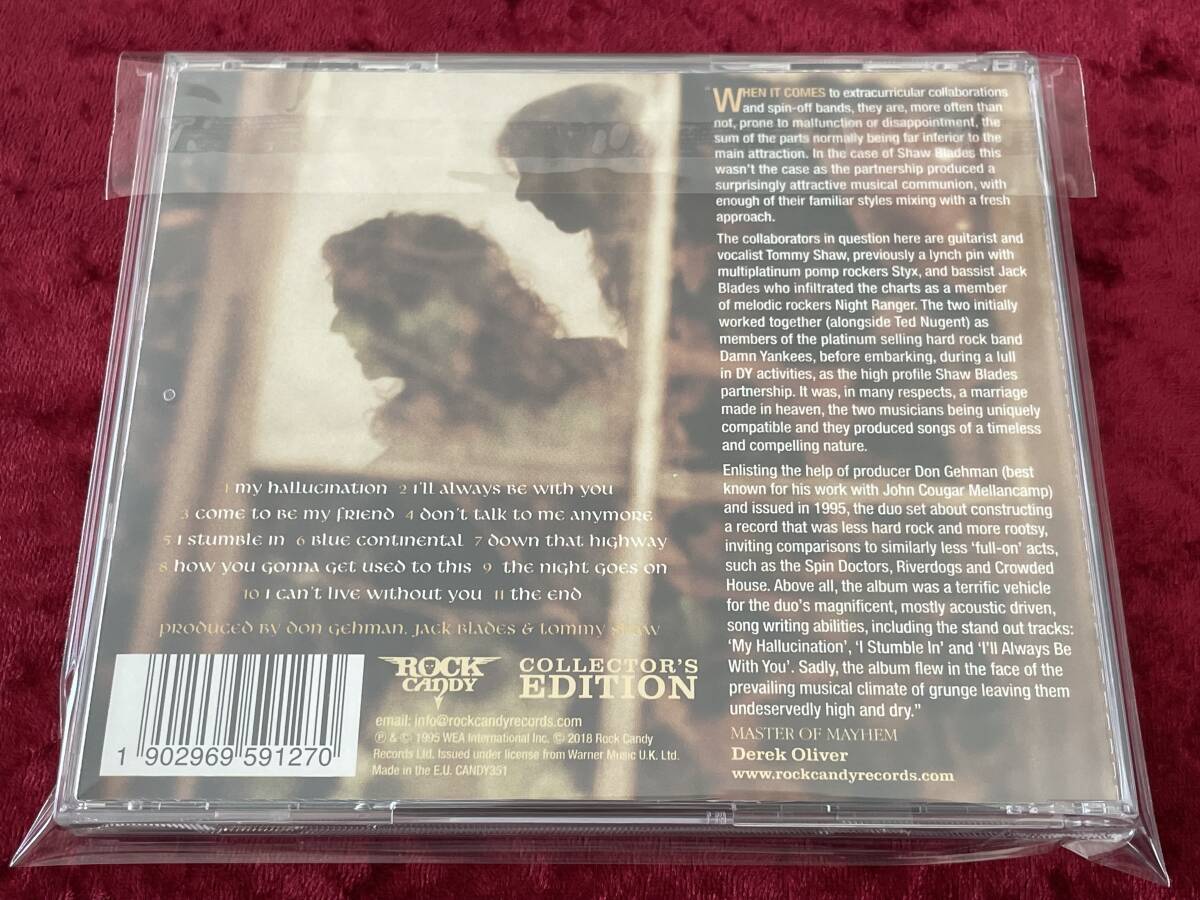 WHEN IT COMES to extracurricular collaborations
and spin-off bands, they are, more often than
not, prone to malfunction or disappointment, the
sum of the parts normally being far inferior to the
main attraction. In the case of Shaw Blades this
wasn't the case as the partnership produced a
surprisingly attractive musical communion, with
enough of their familiar styles mixing with a fresh
approach.
The collaborators in question here are guitarist and
vocalist Tommy Shaw, previously a lynch pin with
multiplatinum pomp rockers Styx, and bassist Jack
Blades who infiltrated the charts as a member
of melodic rockers Night Ranger. The two initially
worked together (alongside Ted Nugent) as
members of the platinum selling hard rock band
Damn Yankees, before embarking, during a lull
in DY activities, as the high profile Shaw Blades
partnership. It was, in many respects, a marriage
made in heaven, the two musicians being uniquely
compatible and they produced songs of a timeless
and compelling nature.
Enlisting the help of producer Don Gehman (best
known for his work with John Cougar Mellancamp)
and issued in 1995, the duo set about constructing
a record that was less hard rock and more rootsy,
inviting comparisons to similarly less 'full-on' acts,
such as the Spin Doctors, Riverdogs and Crowded
House. Above all, the album was a terrific vehicle
for the duo's magnificent, mostly acoustic driven,
song writing abilities, including the stand out tracks:
'My Hallucination', 'I Stumble In' and 'I'll Always Be
With You'. Sadly, the album flew in the face of the
prevailing musical climate of grunge leaving them
undeservedly high and dry."
MASTER OF MAYHEM
Derek Oliver
www.rockcandyrecords.com
1 my hallucination 2 I'll always be with you
3 come to be my friend 4 don't talk to me anymore
5 I stumble in 6 blue continental 7 down that highway
8 how you gonna get used to this 9 the night goes on
10 I can't live without you 11 the end
produced by don gehman, jack blades & tommy shaw
ROCK
CANDY
COLLECTOR'S
EDITION
email: info@rockcandyrecords.com
℗ & © 1995 WEA International Inc. © 2018 Rock Candy
Records Ltd. Issued under license from Warner Music U.K. Ltd.
Made in the E.U. CANDY351
1 902969 591270